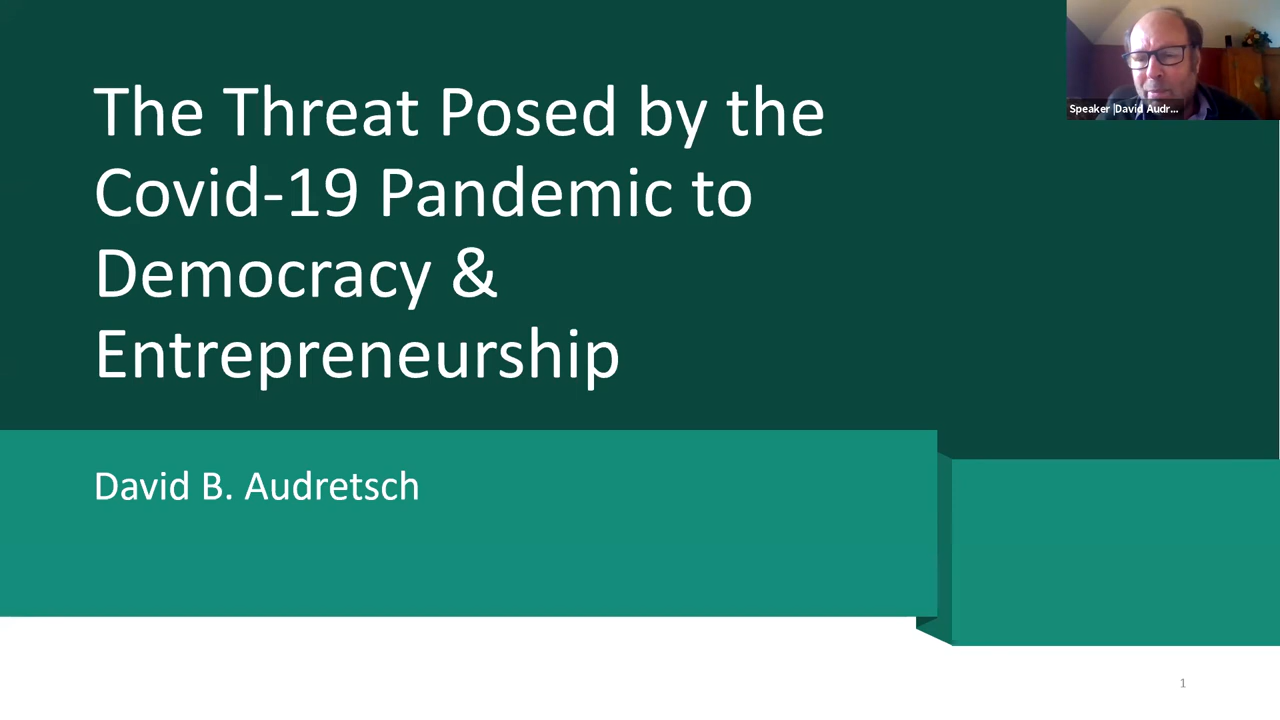 The Threat Posed by the
Covid-19 Pandemic to
Democracy &
Entrepreneurship
David B. Audretsch
Speaker |David Audr...
1